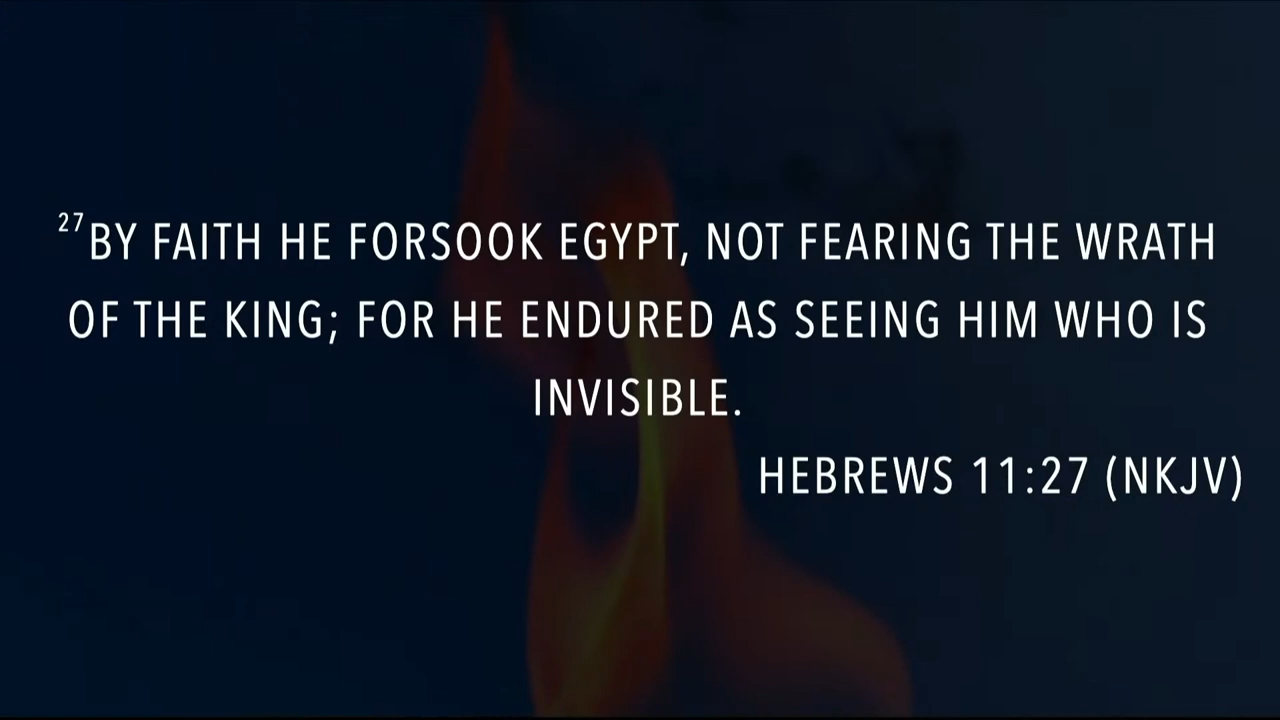 27BY FAITH HE FORSOOK EGYPT, NOT FEARING THE WRATH
OF THE KING; FOR HE ENDURED AS SEEING HIM WHO IS
INVISIBLE.
HEBREWS 11:27 (NKJV)